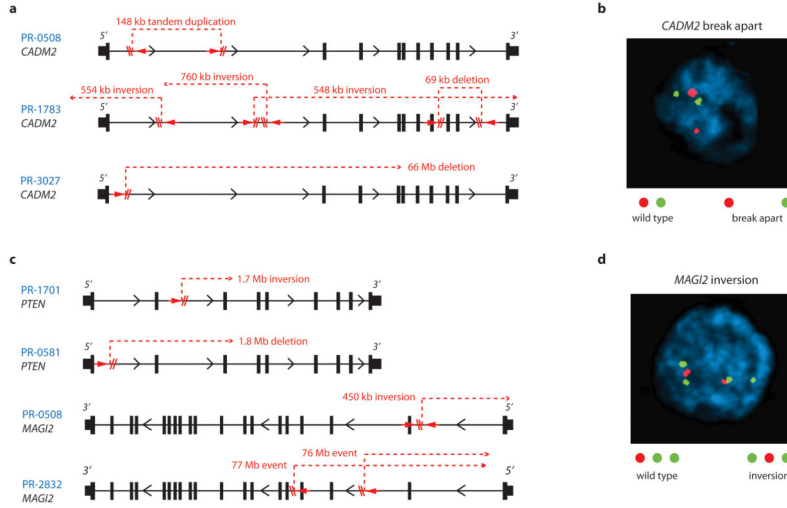 a
148 kb tandem duplication
PR-0508
CADM2
5′
3′
554 kb inversion
760 kb inversion
548 kb inversion
69 kb deletion
PR-1783
CADM2
5′
3′
66 Mb deletion
PR-3027
CADM2
5′
3′
b
CADM2 break apart
wild type
break apart
c
1.7 Mb inversion
PR-1701
PTEN
5′
3′
1.8 Mb deletion
PR-0581
PTEN
5′
3′
450 kb inversion
PR-0508
MAGI2
3′
5′
76 Mb event
77 Mb event
PR-2832
MAGI2
3′
5′
d
MAGI2 inversion
wild type
inversion